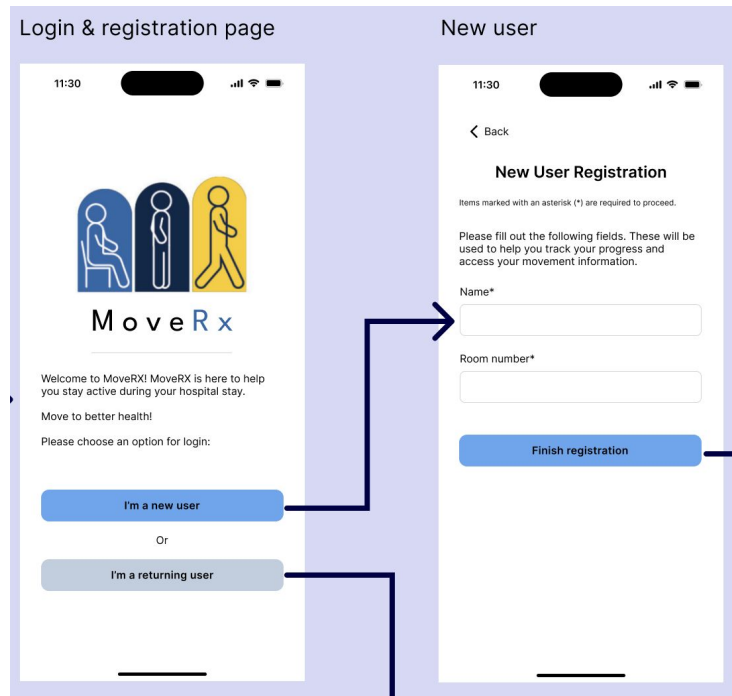 Login & registration page
11:30
MoveRx
Welcome to MoveRX! MoveRX is here to help
you stay active during your hospital stay.
Move to better health!
Please choose an option for login:
I'm a new user
Or
I'm a returning user
New user
11:30
Back
New User Registration
Items marked with an asterisk (*) are required to proceed.
Please fill out the following fields. These will be
used to help you track your progress and
access your movement information.
Name*
Room number*
Finish registration